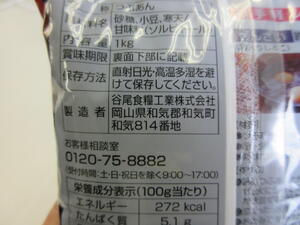 つぶあん
砂糖、小豆、寒天
甘味料(ソルビトール)
内容量 1kg
賞味期限 裏面下部に記載
保存方法 直射日光・高温多湿を避
けて保存してください。
製造者 谷尾食糧工業株式会社
岡山県和気郡和気町
和気814番地
お客様相談室
0120-75-8882
(受付時間:土・日・祝日を除く9:00〜17:00)
栄養成分表示(100g当たり)
エネルギー 272 kcal
たんぱく質 5.1 g